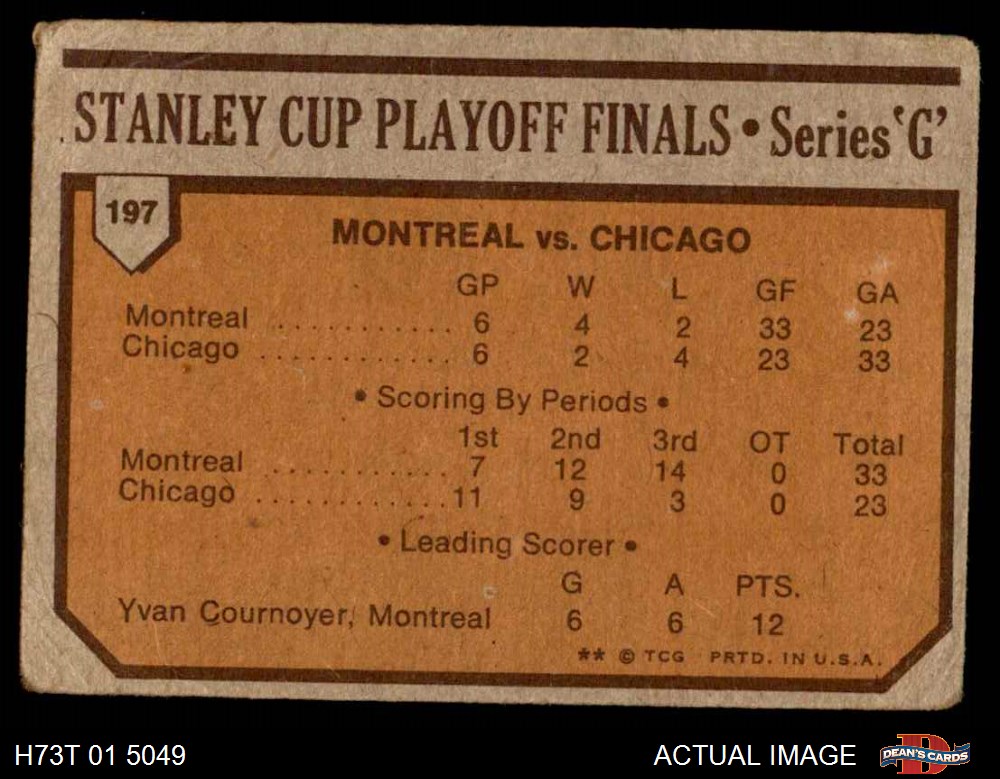 STANLEY CUP PLAYOFF FINALS • Series 'G'
197
MONTREAL vs. CHICAGO
GP W L GF GA
Montreal ........... 6 4 2 33 23
Chicago ............ 6 2 4 23 33
• Scoring By Periods •
1st 2nd 3rd OT Total
Montreal ........... 7 12 14 0 33
Chicago ............ 11 9 3 0 23
• Leading Scorer •
G A PTS.
Yvan Cournoyer, Montreal 6 6 12
** © TCG PRTD. IN U.S.A.
H73T 01 5049 ACTUAL IMAGE DEAN'S CARDS